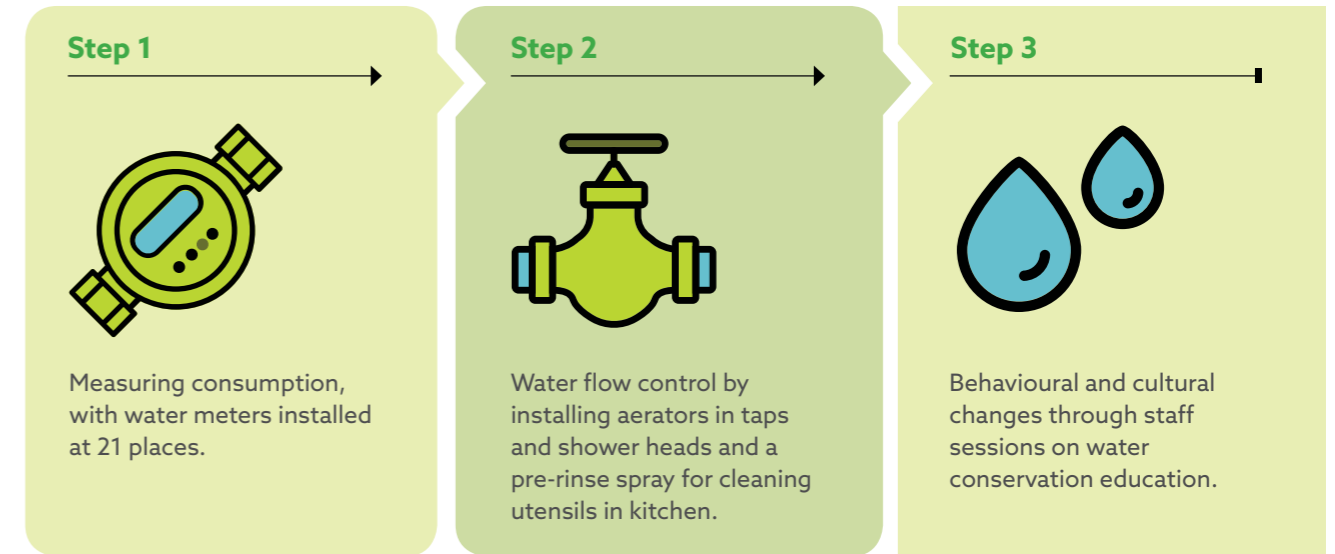 Step 1
Measuring consumption,
with water meters installed
at 21 places.
Step 2
Water flow control by
installing aerators in taps
and shower heads and a
pre-rinse spray for cleaning
utensils in kitchen.
Step 3
Behavioural and cultural
changes through staff
sessions on water
conservation education.